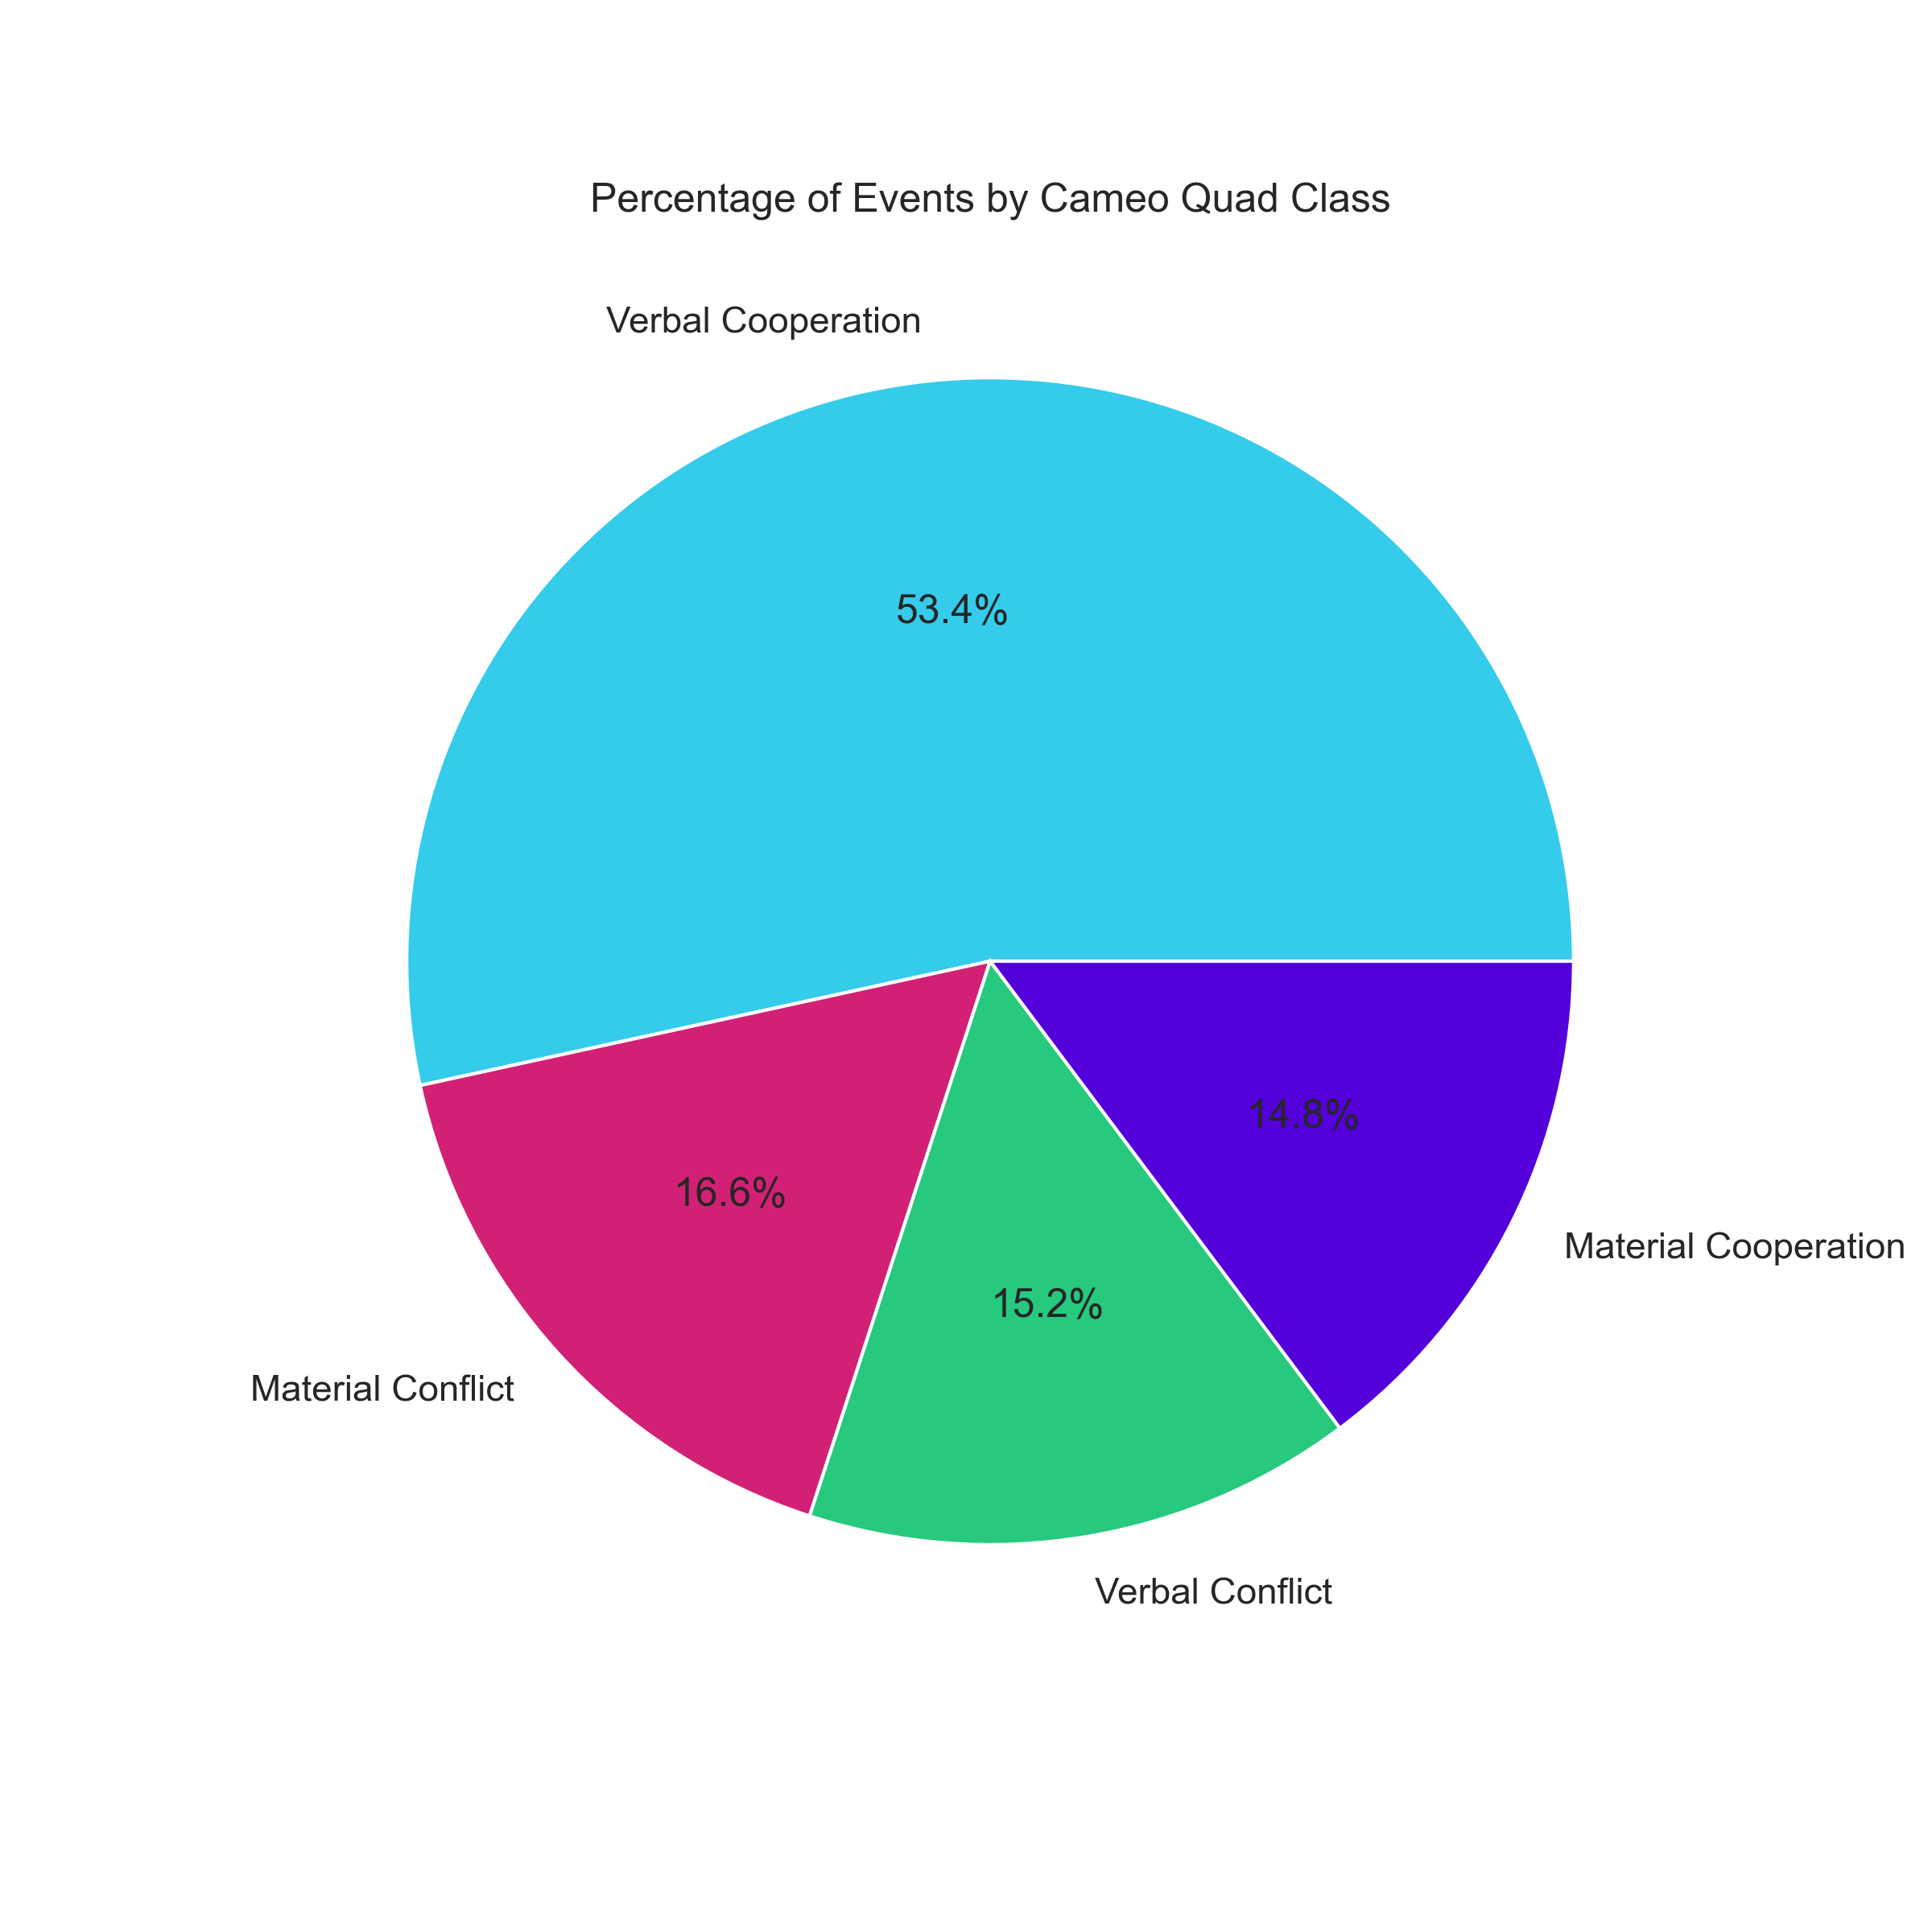 Percentage of Events by Cameo Quad Class
Verbal Cooperation
53.4%
14.8%
16.6%
Material Cooperation
15.2%
Material Conflict
Verbal Conflict